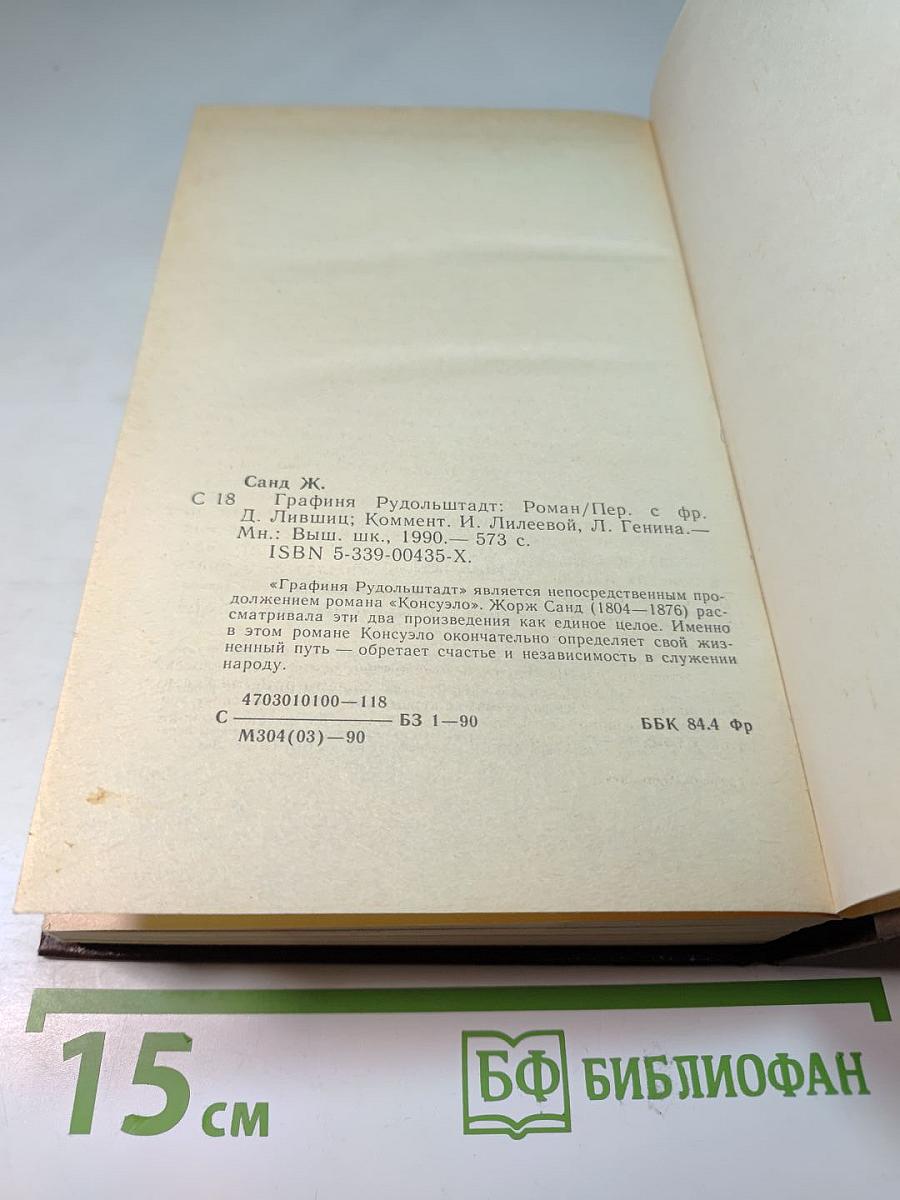 Санд Ж.
С 18 Графиня Рудольштадт: Роман/Пер. с фр.
Д. Лившиц; Коммент. И. Лилеевой, Л. Генина.—
Мн.: Выш. шк., 1990.— 573 с.
ISBN 5-339-00435-X.
«Графиня Рудольштадт» является непосредственным про-
должением романа «Консуэло». Жорж Санд (1804—1876) рас-
сматривала эти два произведения как единое целое. Именно
в этом романе Консуэло окончательно определяет свой жиз-
ненный путь — обретает счастье и независимость в служении
народу.
4703010100—118
С БЗ 1—90
М304(03)—90
ББК 84.4 Фр
15 см
БФ БИБЛИОФАН